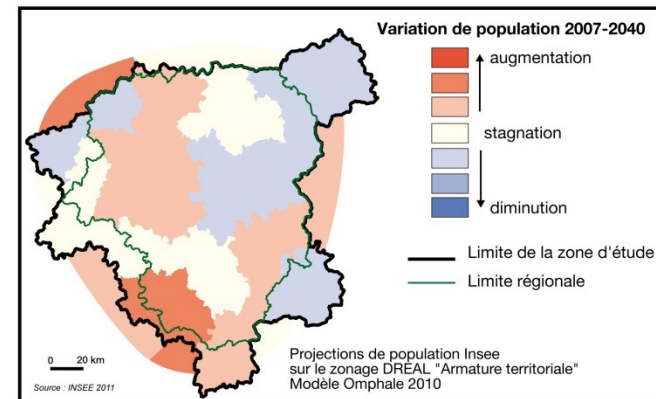 Variation de population 2007-2040
augmentation
stagnation
diminution
Limite de la zone d'étude
Limite régionale
0 20 km
Source : INSEE 2011
Projections de population Insee
sur le zonage DREAL "Armature territoriale"
Modèle Omphale 2010